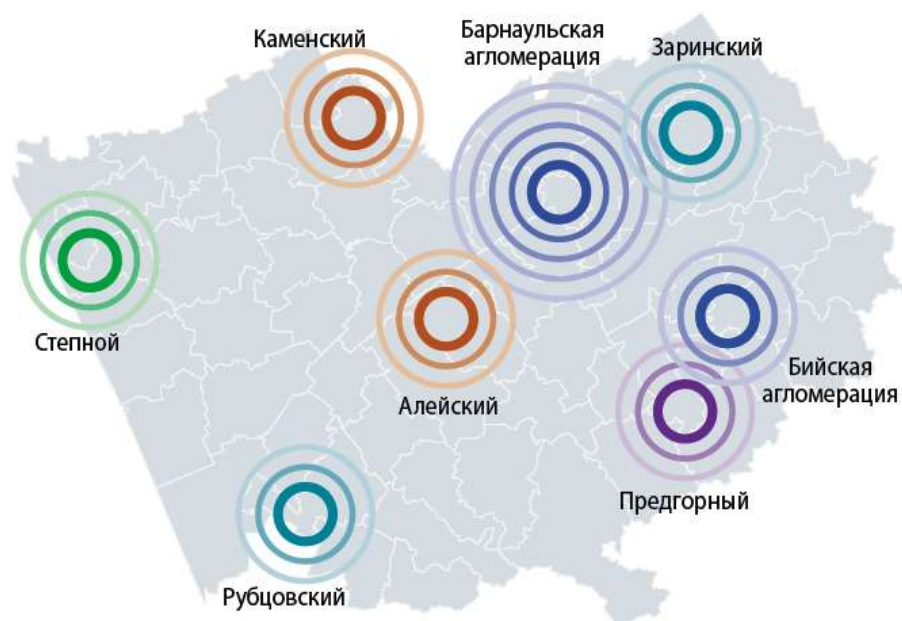 Каменский
Барнаульская
агломерация
Заринский
Степной
Алейский
Бийская
агломерация
Предгорный
Рубцовский